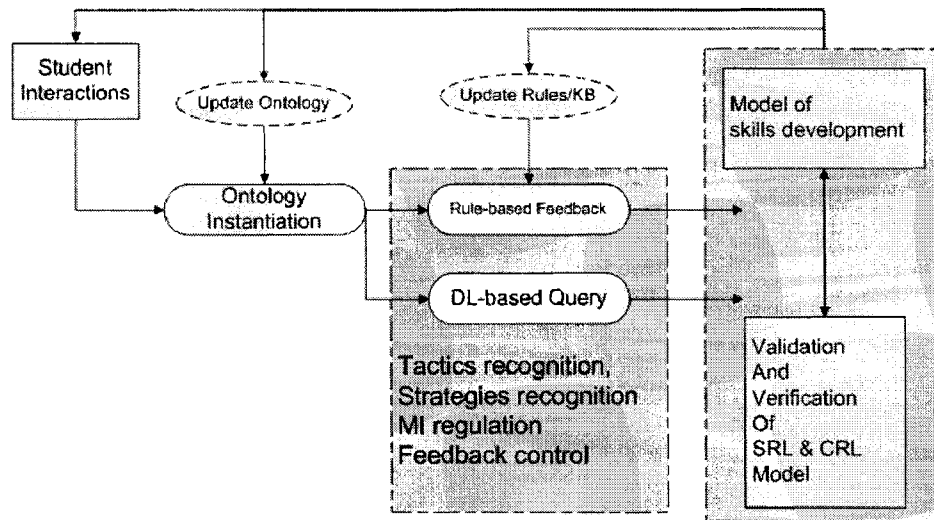 Student
Interactions
Update Ontology
Update Rules/KB
Model of
skills development
Ontology
Instantiation
Rule-based Feedback
DL-based Query
Tactics recognition,
Strategies recognition
MI regulation
Feedback control
Validation
And
Verification
Of
SRL & CRL
Model